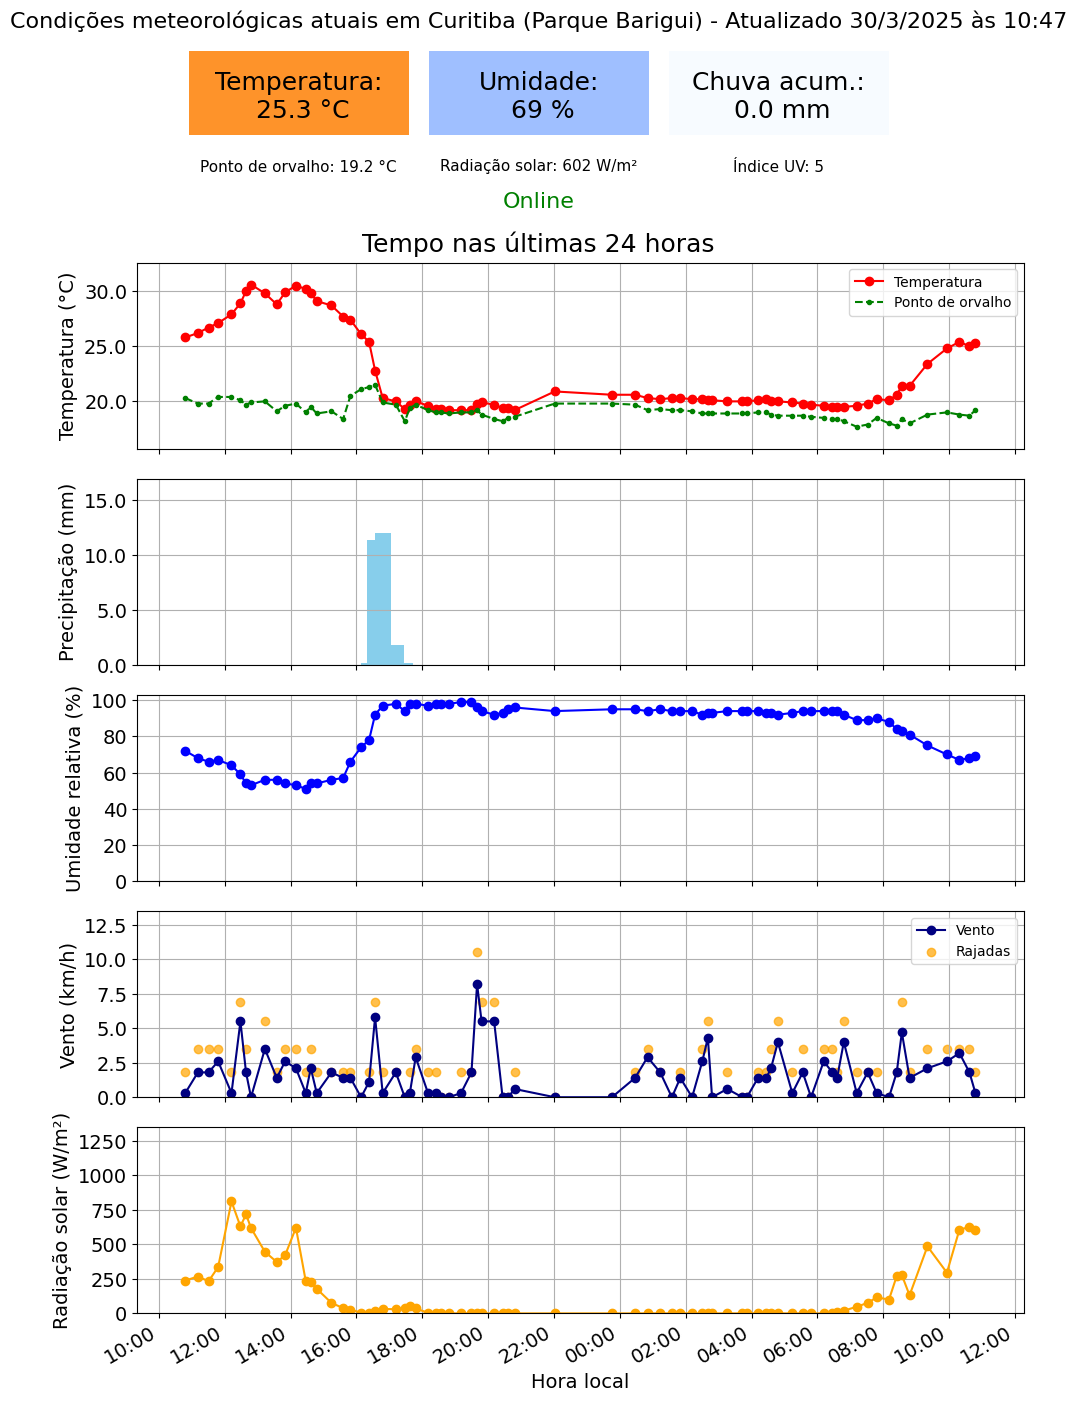 Condições meteorológicas atuais em Curitiba (Parque Barigui) - Atualizado 30/3/2025 às 10:47
Temperatura:
25.3 °C
Umidade:
69 %
Chuva acum.:
0.0 mm
Ponto de orvalho: 19.2 °C
Radiação solar: 602 W/m²
Índice UV: 5
Online
Tempo nas últimas 24 horas
Temperatura (°C)
30.0
25.0
20.0
Temperatura
Ponto de orvalho
Precipitação (mm)
15.0
10.0
5.0
0.0
Umidade relativa (%)
100
80
60
40
20
0
Vento (km/h)
12.5
10.0
7.5
5.0
2.5
0.0
Vento
Rajadas
Radiação solar (W/m²)
1250
1000
750
500
250
0
10:00
12:00
14:00
16:00
18:00
20:00
22:00
00:00
02:00
04:00
06:00
08:00
10:00
12:00
Hora local